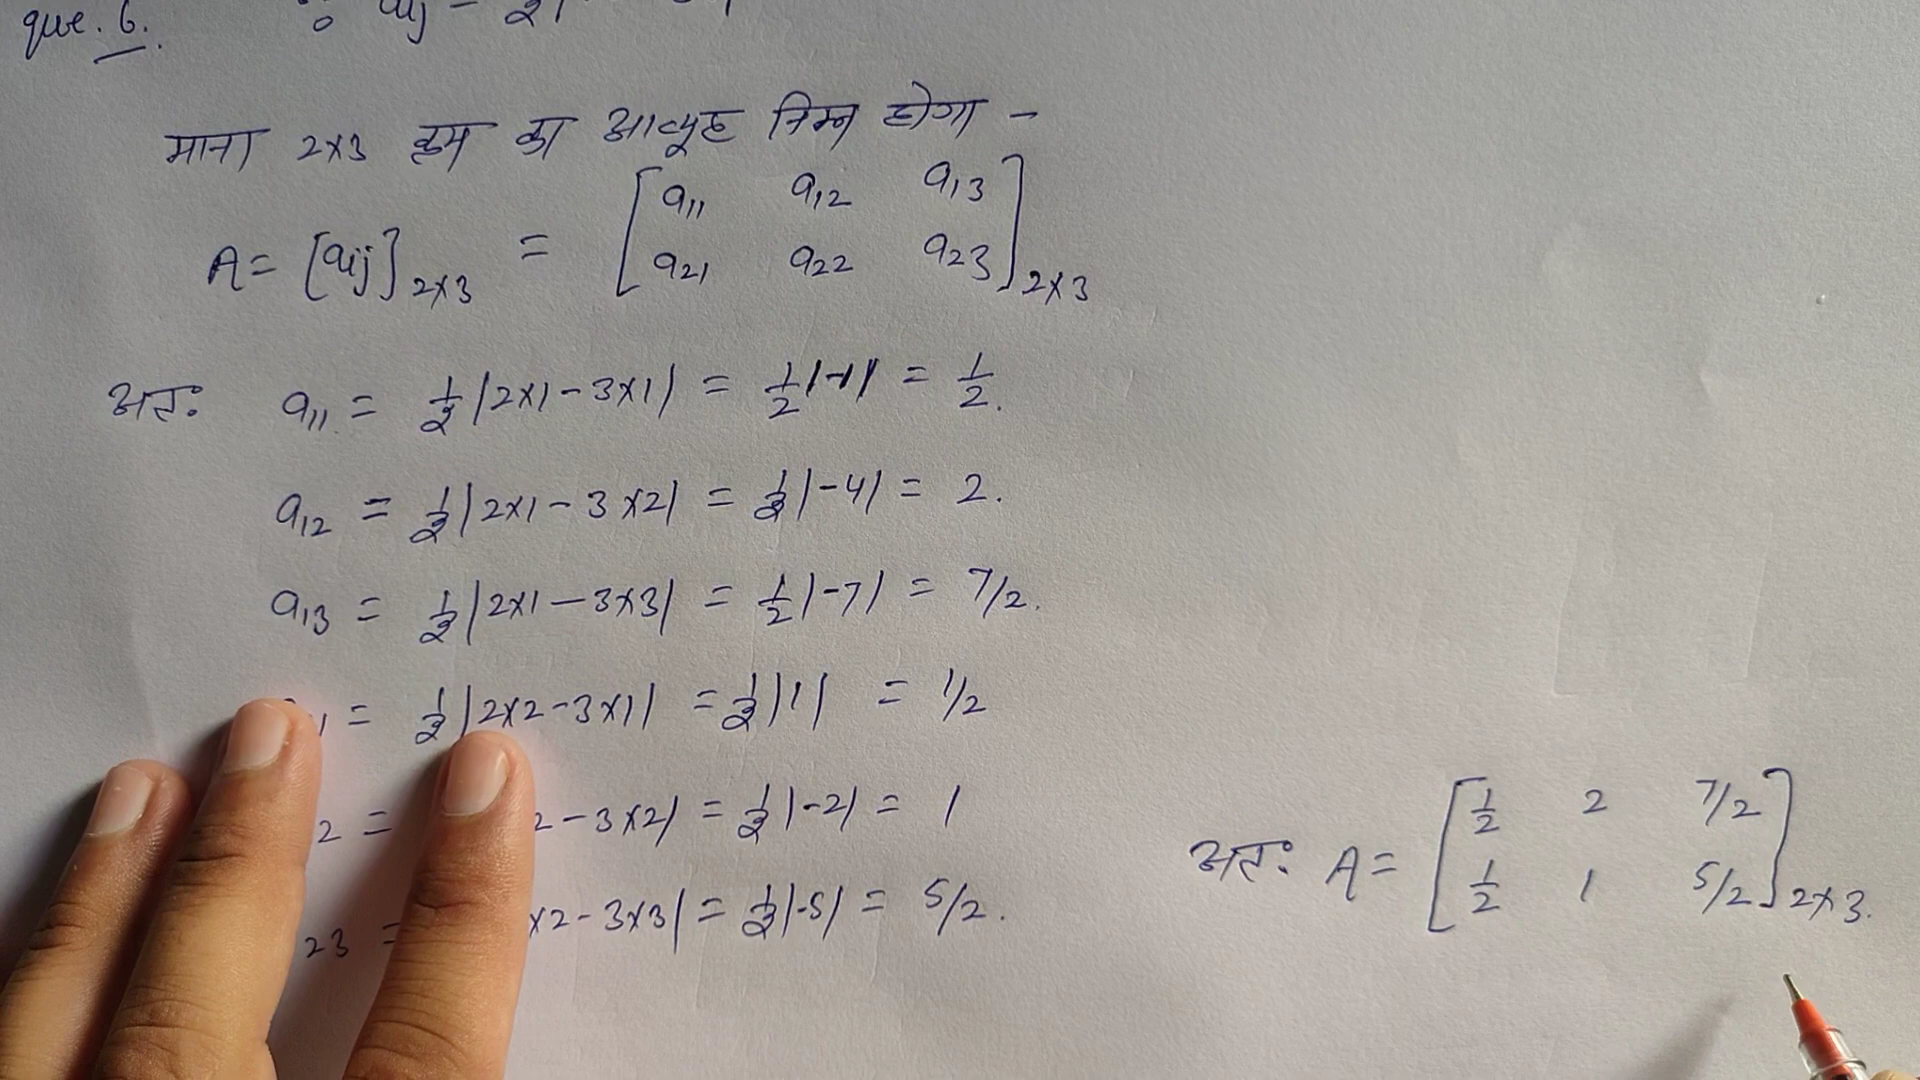 que. 6.
माना 2×3 क्रम का आव्यूह निम्न होगा -
A = [aij]2×3 = [a11 a12 a13
a21 a22 a23]2×3
अतः a11 = 1/2 |2×1 - 3×1| = 1/2 |-1| = 1/2.
a12 = 1/2 |2×1 - 3×2| = 1/2 |-4| = 2.
a13 = 1/2 |2×1 - 3×3| = 1/2 |-7| = 7/2.
= 1/2 |2×2 - 3×1| = 1/2 |1| = 1/2
2 = 2 - 3×2| = 1/2 |-2| = 1
23 = ×2 - 3×3| = 1/2 |-5| = 5/2.
अतः A = [1/2 2 7/2
1/2 1 5/2]2×3.